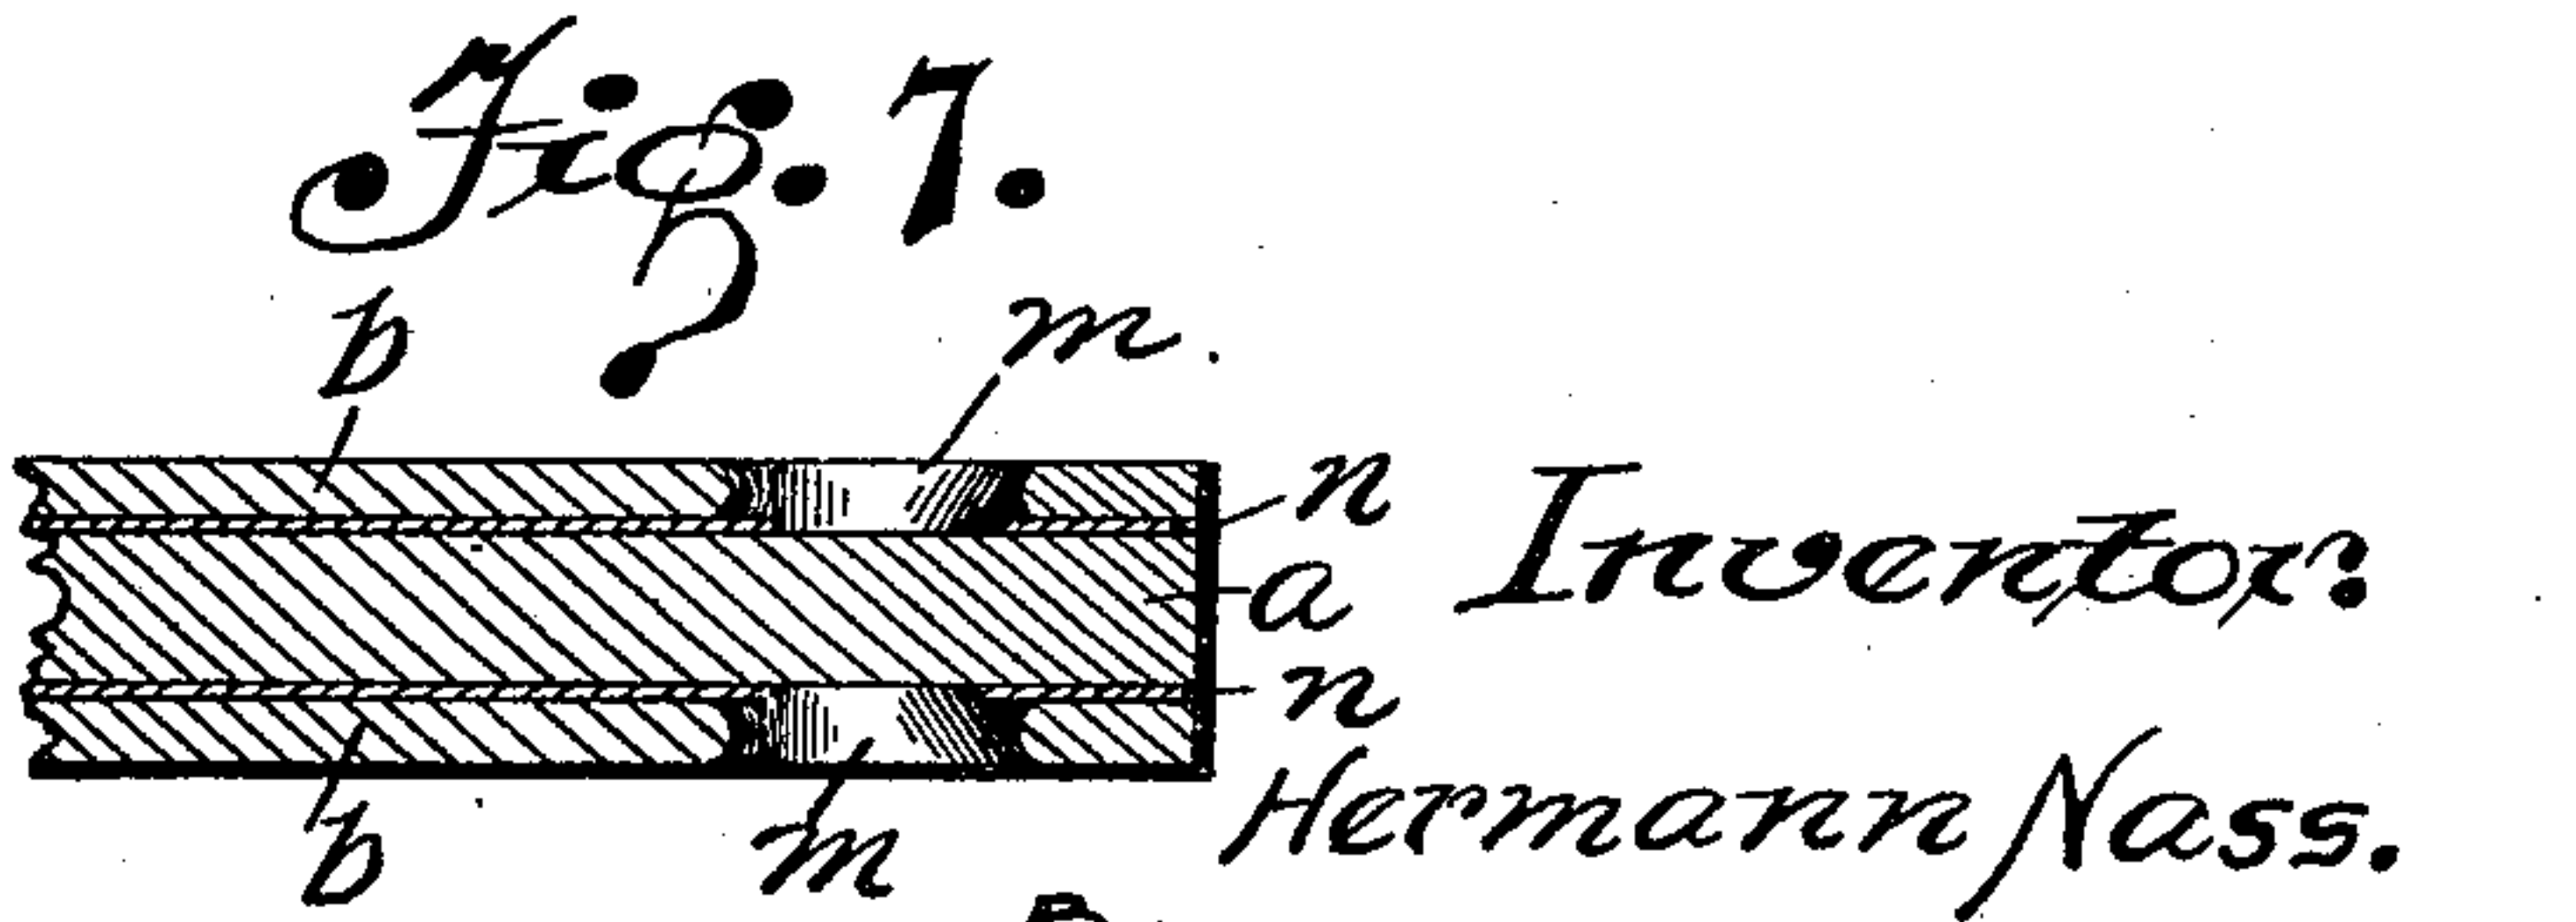 Fig. 7.
b
m.
n
Inventor:
a
n
Hermann Nass.
b
m